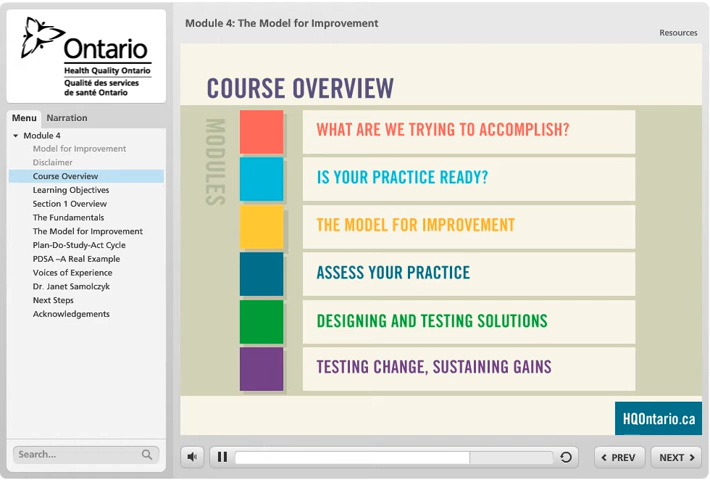 Ontario
Health Quality Ontario
Qualité des services
de santé Ontario
Module 4: The Model for Improvement
Resources
Menu
Narration
Module 4
Model for Improvement
Disclaimer
Course Overview
Learning Objectives
Section 1 Overview
The Fundamentals
The Model for Improvement
Plan-Do-Study-Act Cycle
PDSA –A Real Example
Voices of Experience
Dr. Janet Samolczyk
Next Steps
Acknowledgements
Search...
COURSE OVERVIEW
MODULES
WHAT ARE WE TRYING TO ACCOMPLISH?
IS YOUR PRACTICE READY?
THE MODEL FOR IMPROVEMENT
ASSESS YOUR PRACTICE
DESIGNING AND TESTING SOLUTIONS
TESTING CHANGE, SUSTAINING GAINS
HQOntario.ca
PREV
NEXT